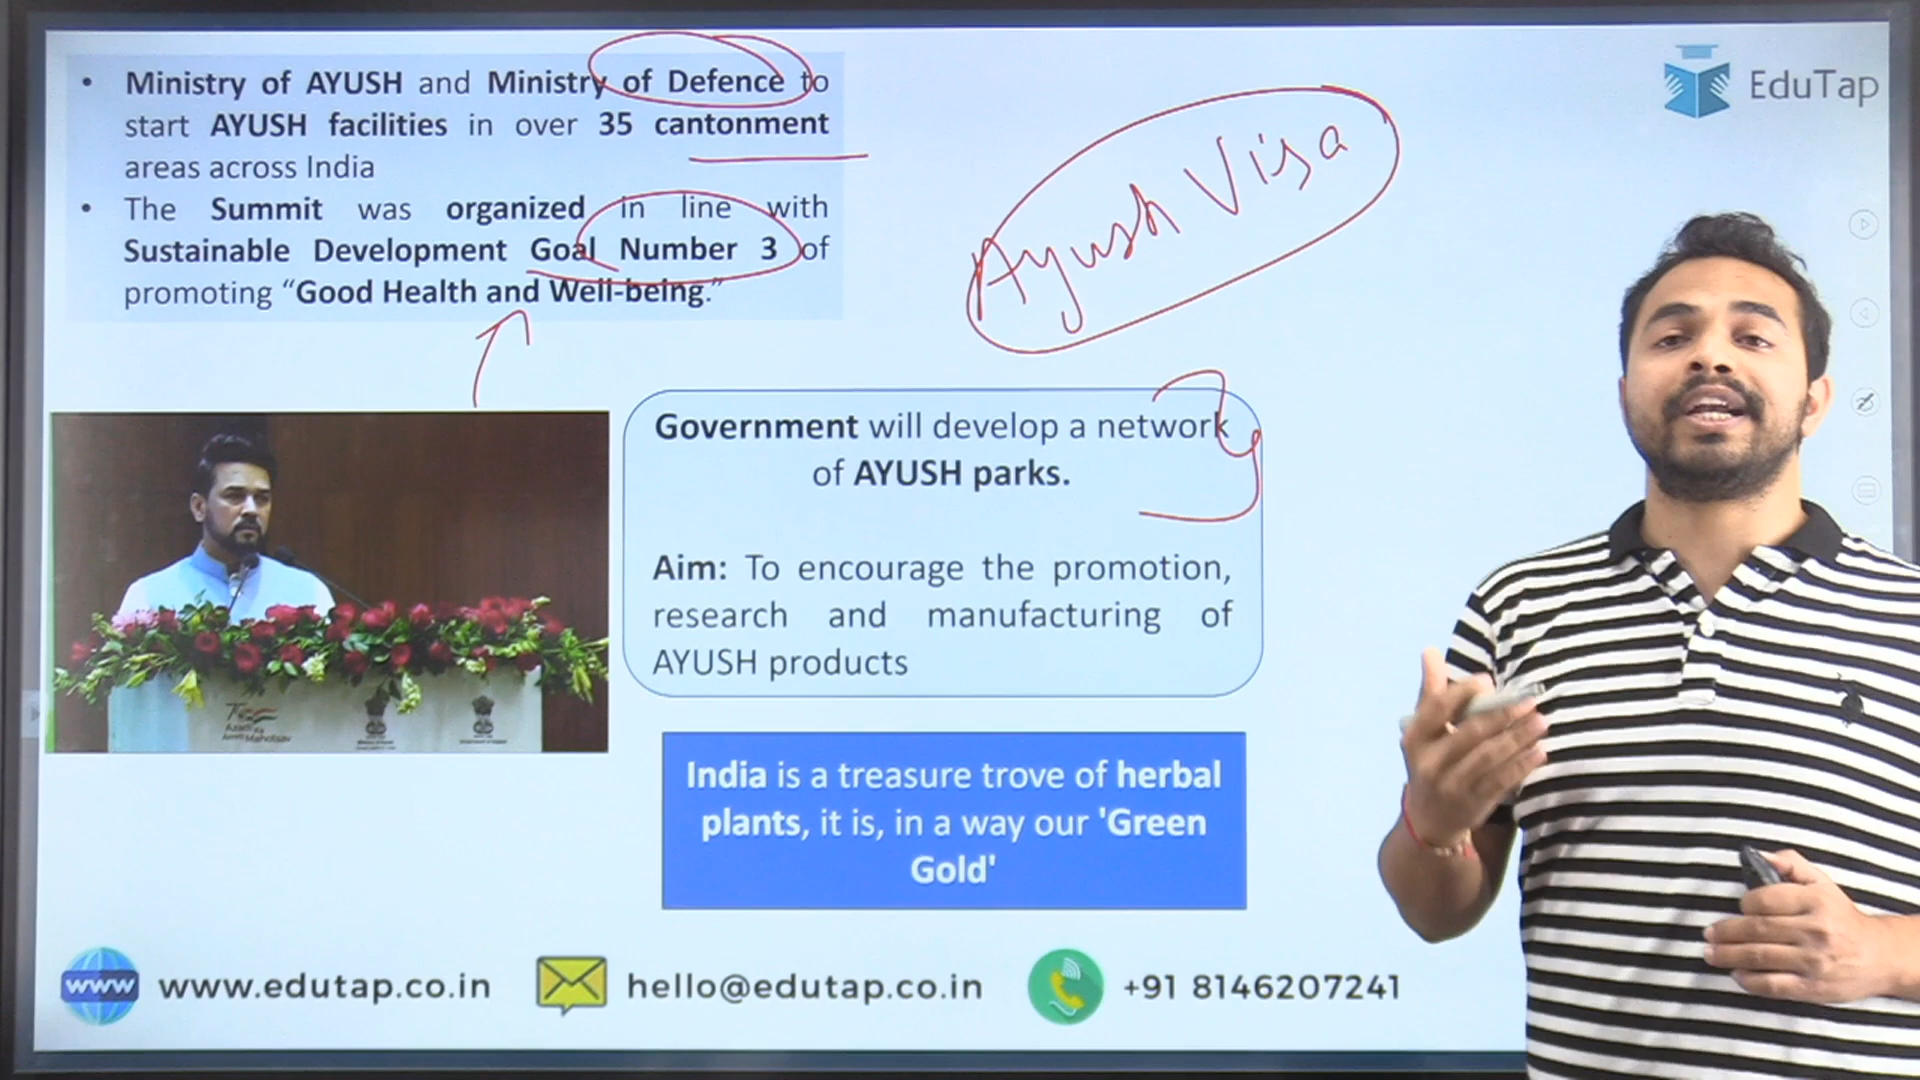 • Ministry of AYUSH and Ministry of Defence to
start AYUSH facilities in over 35 cantonment
areas across India
• The Summit was organized in line with
Sustainable Development Goal Number 3 of
promoting “Good Health and Well-being.”
Ayush Visa
EduTap
Government will develop a network
of AYUSH parks.
Aim: To encourage the promotion,
research and manufacturing of
AYUSH products
Azadi Ka
Amrit Mahotsav
India is a treasure trove of herbal
plants, it is, in a way our 'Green
Gold'
www www.edutap.co.in
hello@edutap.co.in
+91 8146207241